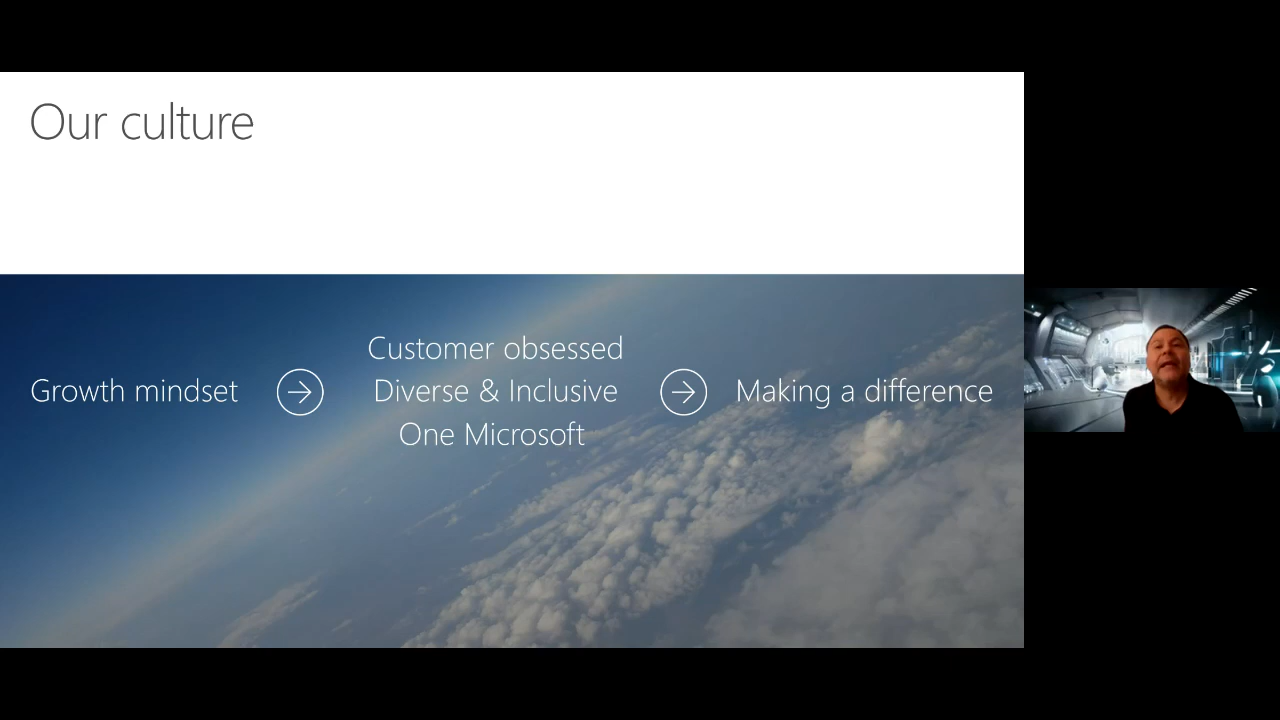 Our culture
Growth mindset
Customer obsessed
Diverse & Inclusive
One Microsoft
Making a difference